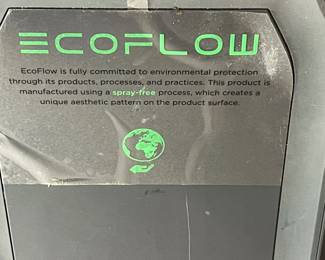 ECOFLOW
EcoFlow is fully committed to environmental protection
through its products, processes, and practices. This product is
manufactured using a spray-free process, which creates a
unique aesthetic pattern on the product surface.